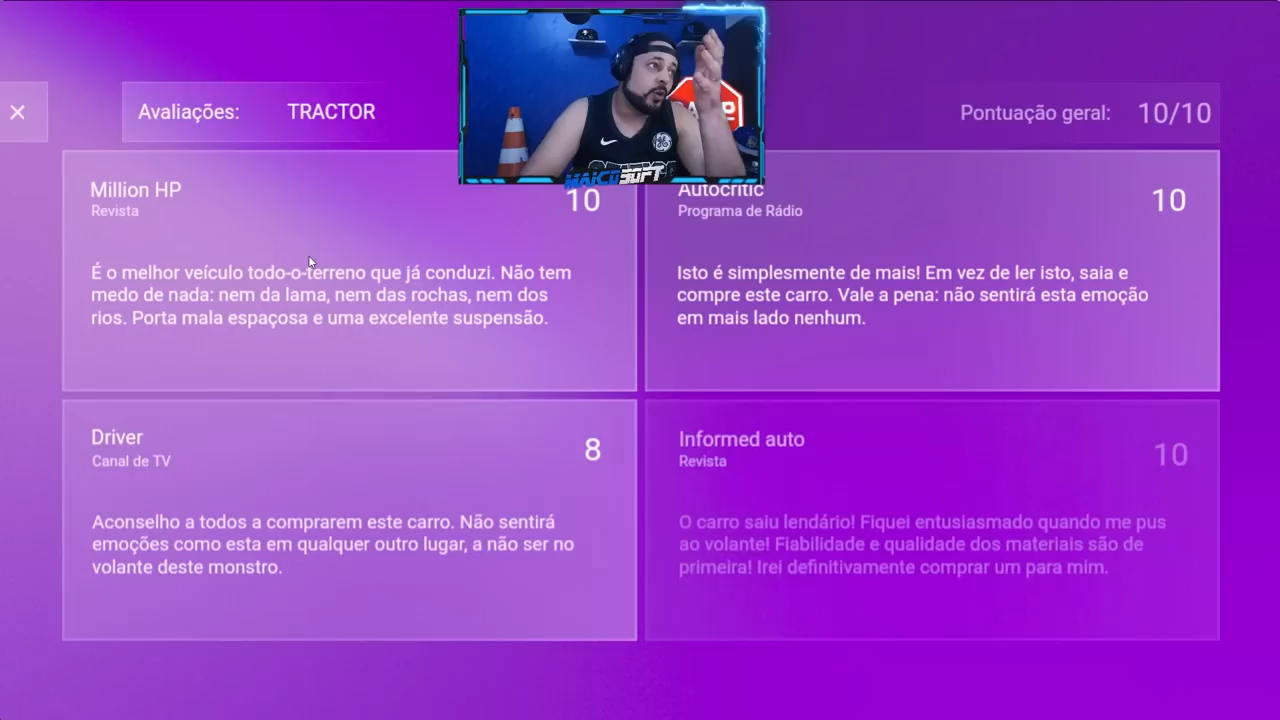 Avaliações: TRACTOR
Pontuação geral: 10/10
Million HP
Revista
10
É o melhor veículo todo-o-terreno que já conduzi. Não tem
medo de nada: nem da lama, nem das rochas, nem dos
rios. Porta mala espaçosa e uma excelente suspensão.
Autocritic
Programa de Rádio
10
Isto é simplesmente de mais! Em vez de ler isto, saia e
compre este carro. Vale a pena: não sentirá esta emoção
em mais lado nenhum.
Driver
Canal de TV
8
Aconselho a todos a comprarem este carro. Não sentirá
emoções como esta em qualquer outro lugar, a não ser no
volante deste monstro.
Informed auto
Revista
10
O carro saiu lendário! Fiquei entusiasmado quando me pus
ao volante! Fiabilidade e qualidade dos materiais são de
primeira! Irei definitivamente comprar um para mim.
MAICOSOFT